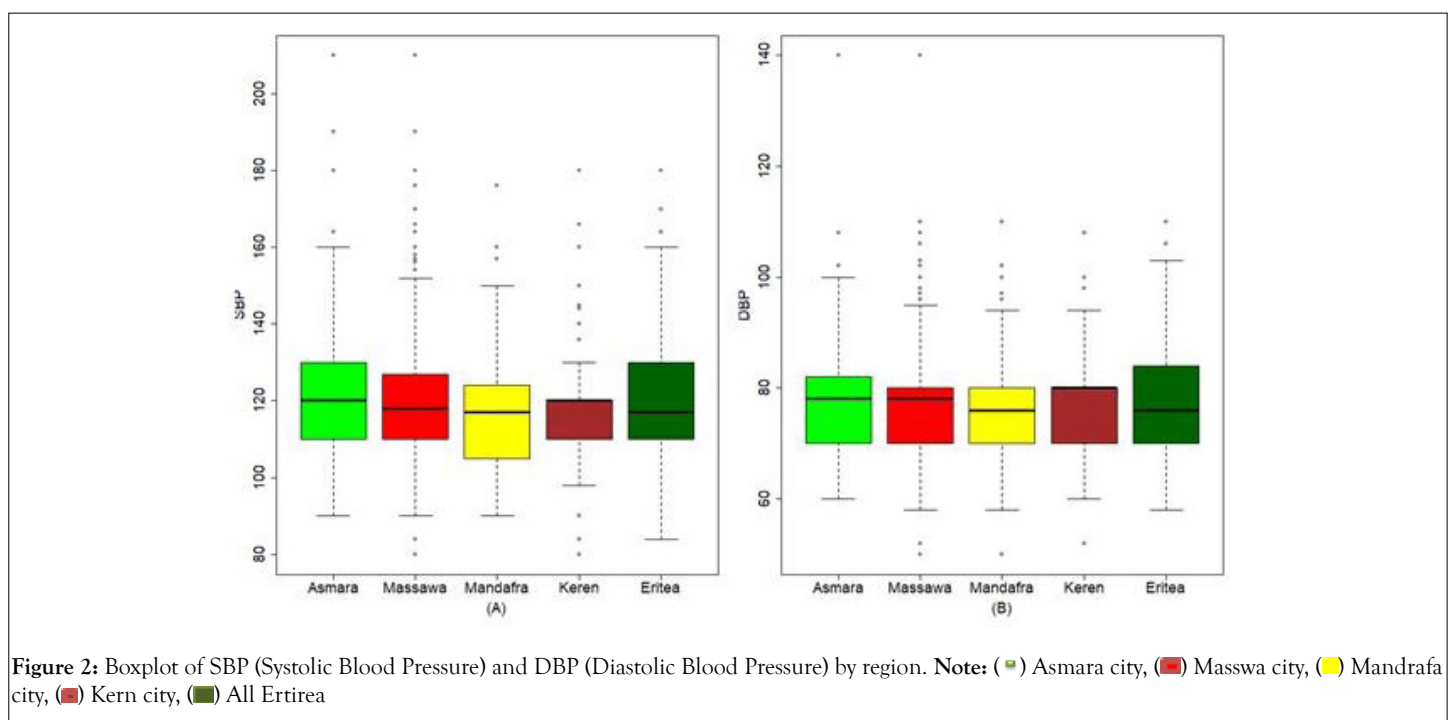 SBP
80 100 120 140 160 180 200
Asmara Massawa Mandafra Keren Eritea
(A)
DBP
60 80 100 120 140
Asmara Massawa Mandafra Keren Eritea
(B)
Figure 2: Boxplot of SBP (Systolic Blood Pressure) and DBP (Diastolic Blood Pressure) by region. Note: ( ) Asmara city, ( ) Masswa city, ( ) Mandrafa
city, ( ) Kern city, ( ) All Ertirea